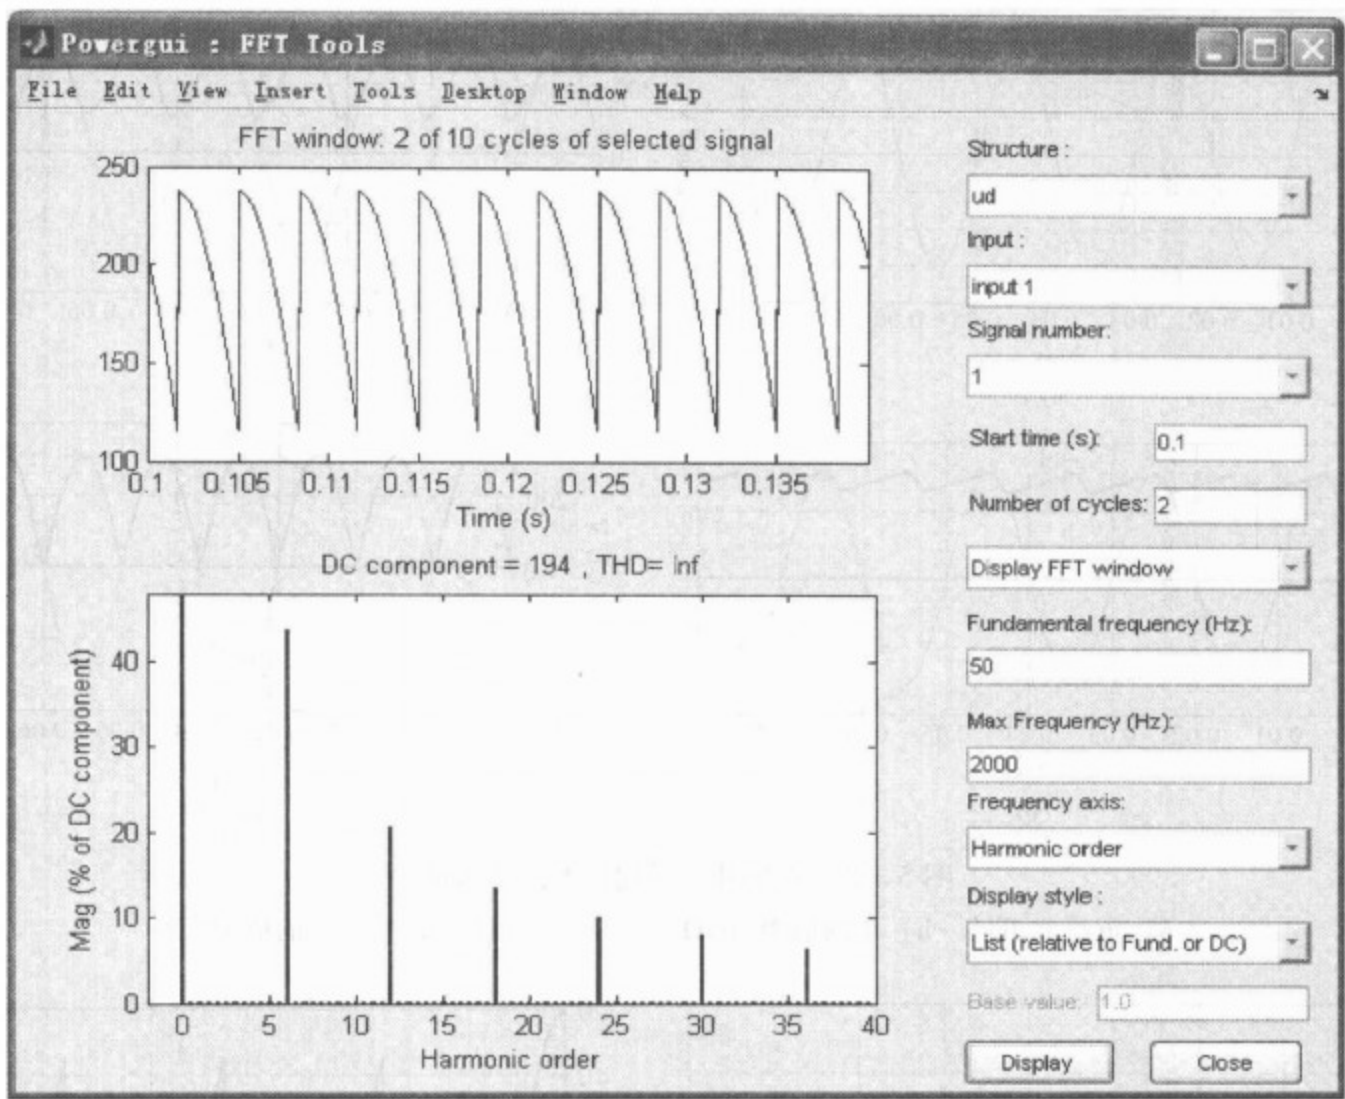 Powergui : FFT Tools
File Edit View Insert Tools Desktop Window Help
FFT window: 2 of 10 cycles of selected signal
250
200
150
100
0.1 0.105 0.11 0.115 0.12 0.125 0.13 0.135
Time (s)
DC component = 194 , THD= Inf
Mag (% of DC component)
40
30
20
10
0
0 5 10 15 20 25 30 35 40
Harmonic order
Structure :
ud
Input :
input 1
Signal number:
1
Start time (s): 0.1
Number of cycles: 2
Display FFT window
Fundamental frequency (Hz):
50
Max Frequency (Hz):
2000
Frequency axis:
Harmonic order
Display style :
List (relative to Fund. or DC)
Base value: 1.0
Display Close